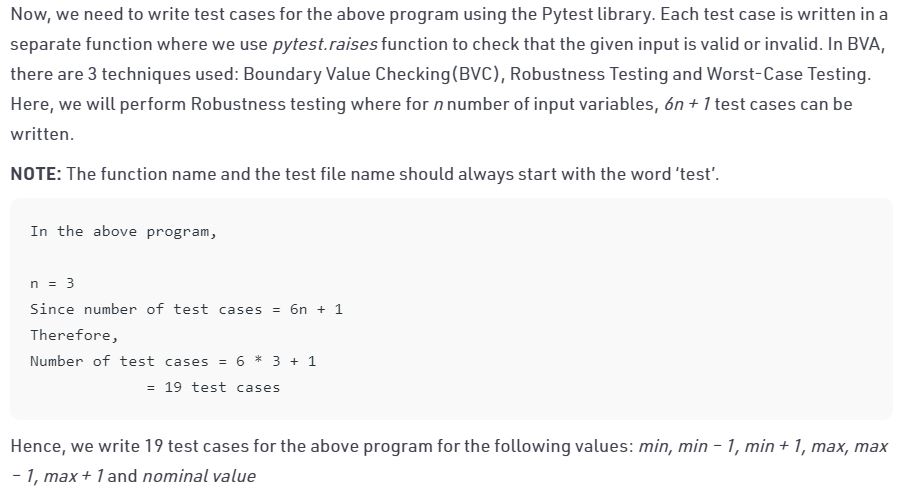 Now, we need to write test cases for the above program using the Pytest library. Each test case is written in a
separate function where we use pytest.raises function to check that the given input is valid or invalid. In BVA,
there are 3 techniques used: Boundary Value Checking(BVC), Robustness Testing and Worst-Case Testing.
Here, we will perform Robustness testing where for n number of input variables, 6n + 1 test cases can be
written.
NOTE: The function name and the test file name should always start with the word ‘test’.
In the above program,
n = 3
Since number of test cases = 6n + 1
Therefore,
Number of test cases = 6 * 3 + 1
= 19 test cases
Hence, we write 19 test cases for the above program for the following values: min, min – 1, min + 1, max, max
– 1, max + 1 and nominal value